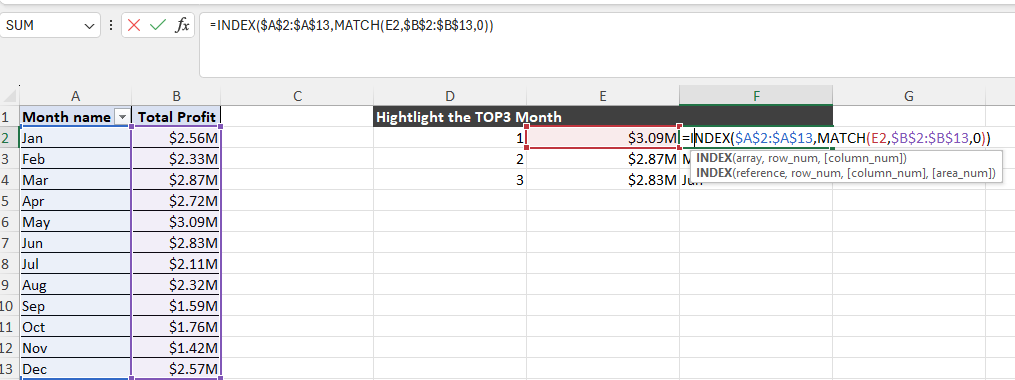 SUM =INDEX($A$2:$A$13,MATCH(E2,$B$2:$B$13,0))
A B C D E F G
1 Month name Total Profit Hightlight the TOP3 Month
2 Jan $2.56M 1 $3.09M =INDEX($A$2:$A$13,MATCH(E2,$B$2:$B$13,0))
INDEX(array, row_num, [column_num])
3 Feb $2.33M 2 $2.87M
INDEX(reference, row_num, [column_num], [area_num])
4 Mar $2.87M 3 $2.83M Jun
5 Apr $2.72M
6 May $3.09M
7 Jun $2.83M
8 Jul $2.11M
9 Aug $2.32M
10 Sep $1.59M
11 Oct $1.76M
12 Nov $1.42M
13 Dec $2.57M